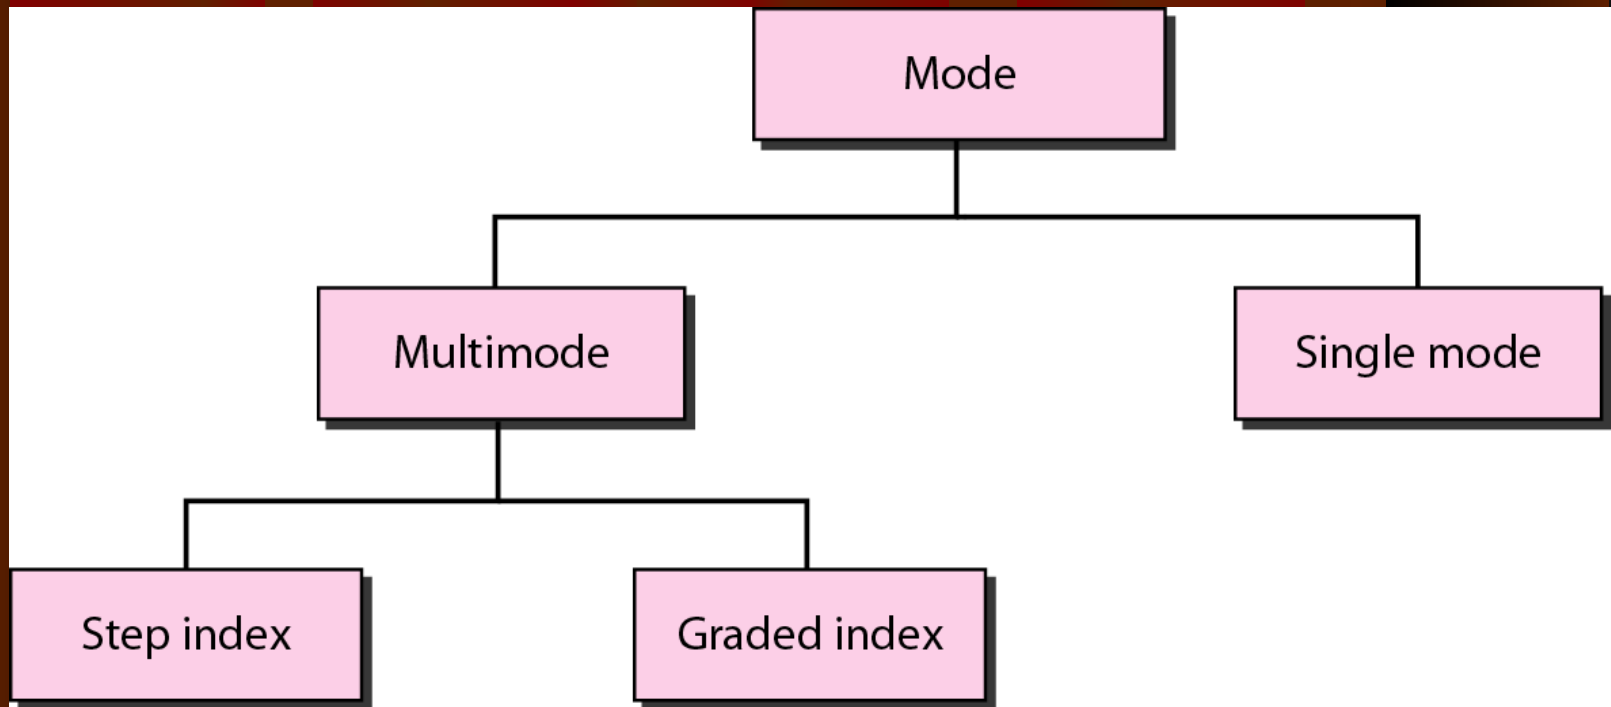 Mode
Multimode
Single mode
Step index
Graded index